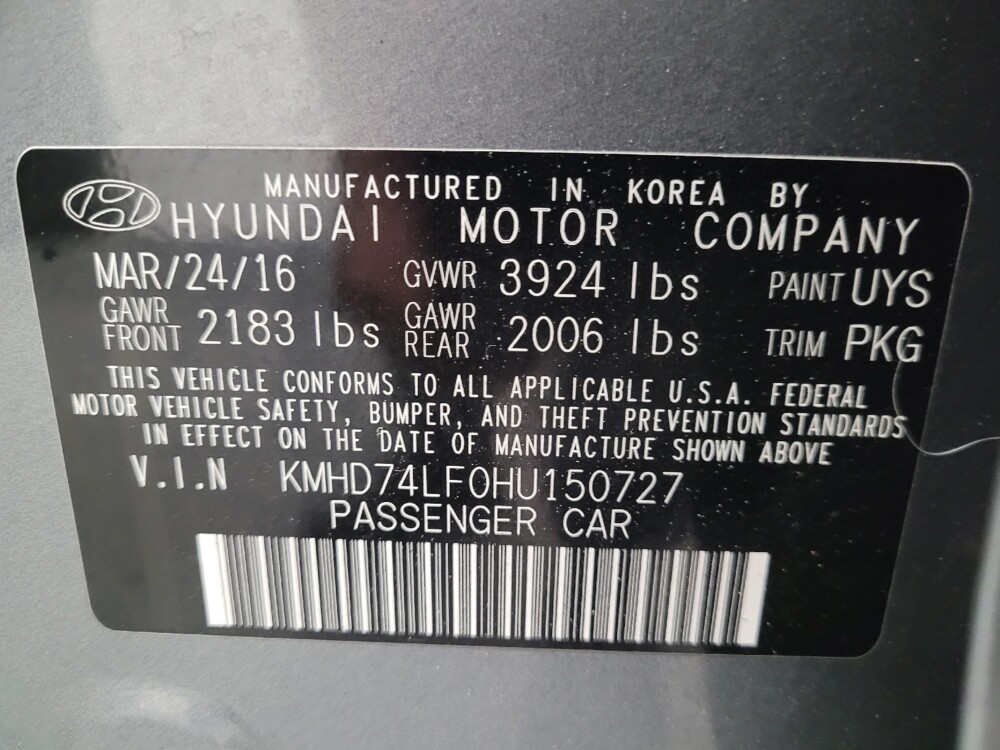 MANUFACTURED IN KOREA BY
HYUNDAI MOTOR COMPANY
MAR/24/16 GVWR 3924 lbs PAINT UYS
GAWR FRONT 2183 lbs GAWR REAR 2006 lbs TRIM PKG
THIS VEHICLE CONFORMS TO ALL APPLICABLE U.S.A. FEDERAL
MOTOR VEHICLE SAFETY, BUMPER, AND THEFT PREVENTION STANDARDS
IN EFFECT ON THE DATE OF MANUFACTURE SHOWN ABOVE
V.I.N KMHD74LF0HU150727
PASSENGER CAR